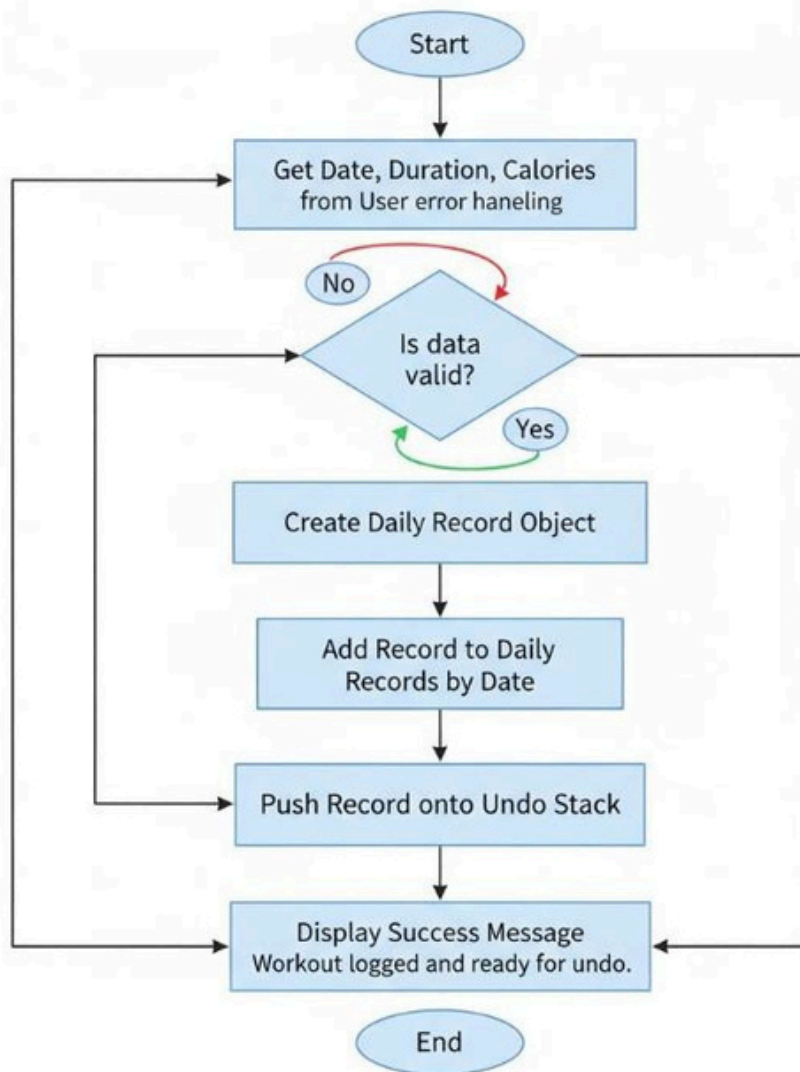 Start
Get Date, Duration, Calories
from User error haneling
No
Is data
valid?
Yes
Create Daily Record Object
Add Record to Daily
Records by Date
Push Record onto Undo Stack
Display Success Message
Workout logged and ready for undo.
End